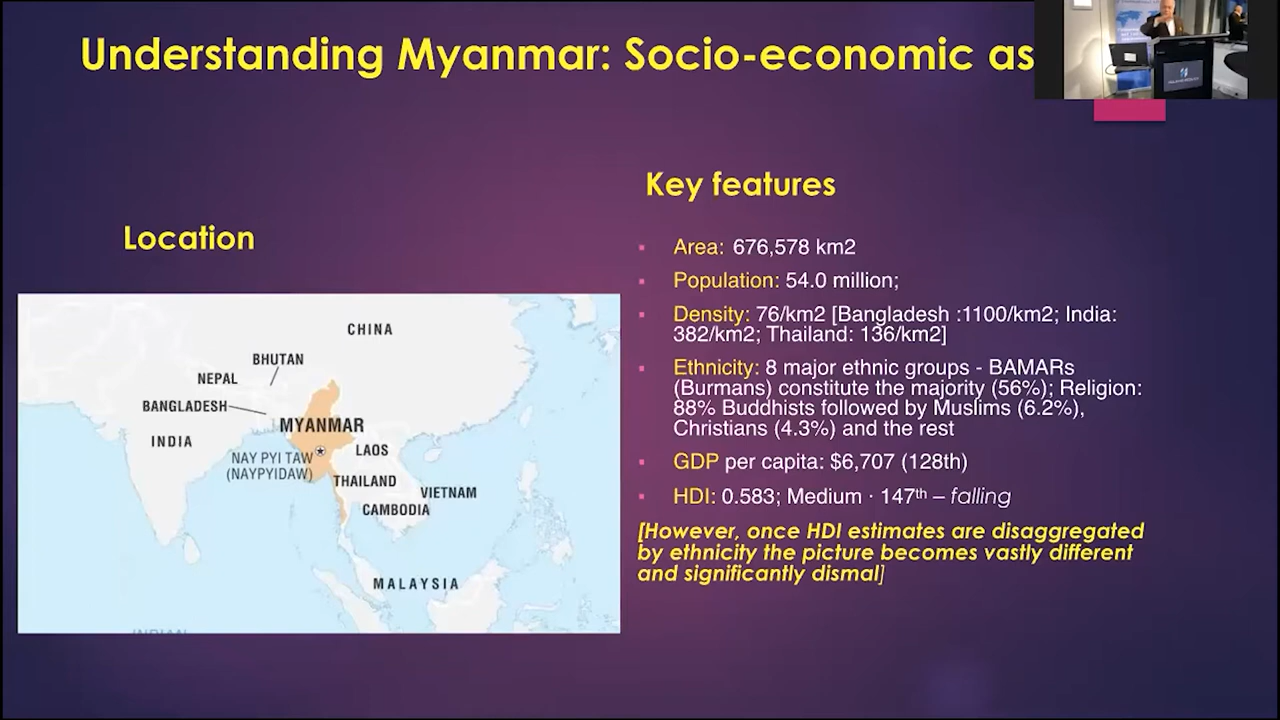 Understanding Myanmar: Socio-economic as
Key features
Location
Area: 676,578 km2
Population: 54.0 million;
Density: 76/km2 [Bangladesh :1100/km2; India:
382/km2; Thailand: 136/km2]
Ethnicity: 8 major ethnic groups - BAMARs
(Burmans) constitute the majority (56%); Religion:
88% Buddhists followed by Muslims (6.2%),
Christians (4.3%) and the rest
GDP per capita: $6,707 (128th)
HDI: 0.583; Medium · 147th – falling
[However, once HDI estimates are disaggregated
by ethnicity the picture becomes vastly different
and significantly dismal]
CHINA
BHUTAN
NEPAL
BANGLADESH
MYANMAR
INDIA
LAOS
NAY PYI TAW
(NAYPYIDAW)
THAILAND
VIETNAM
CAMBODIA
MALAYSIA
INDIAN